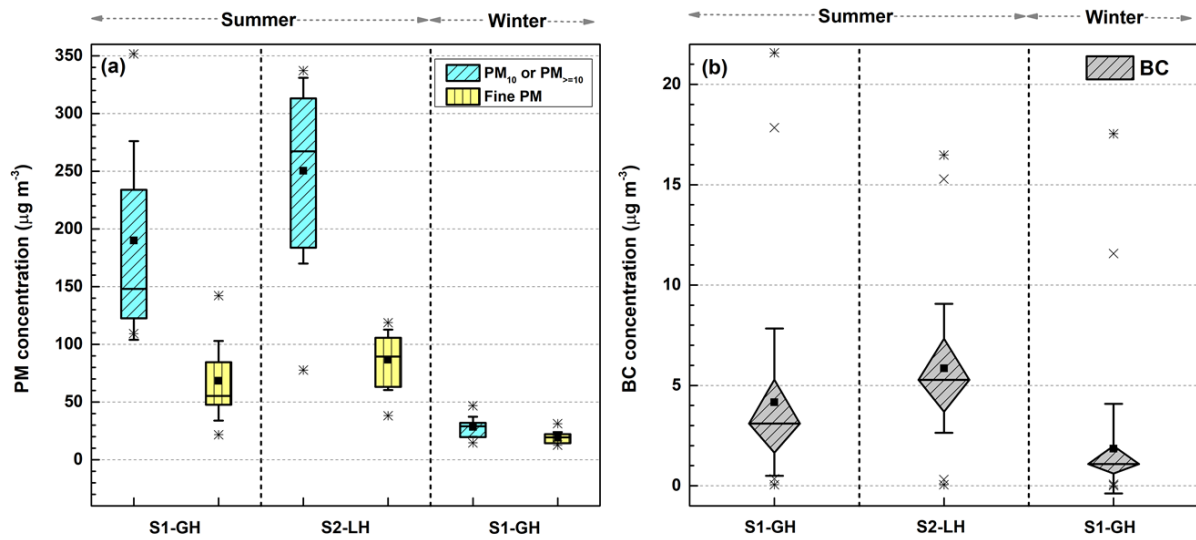 Summer Winter
(a)
PM₁₀ or PM>=10
Fine PM
PM concentration (μg m⁻³)
350
300
250
200
150
100
50
0
S1-GH S2-LH S1-GH
Summer Winter
(b)
BC
BC concentration (μg m⁻³)
20
15
10
5
0
S1-GH S2-LH S1-GH